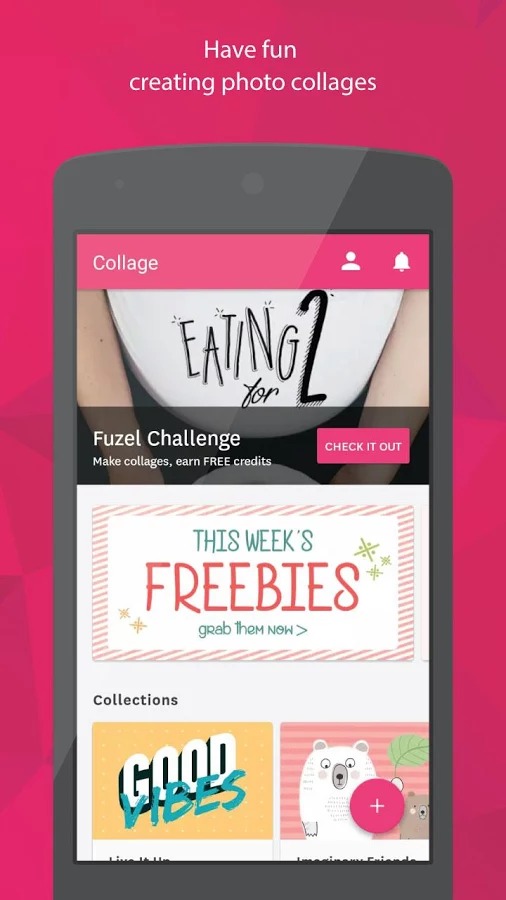 Have fun
creating photo collages
Collage
EATING
for 2
Fuzel Challenge
Make collages, earn FREE credits
CHECK IT OUT
THIS WEEK'S
FREEBIES
grab them now >
Collections
GOOD
VIBES
+
Live It Up
Imaginary Friends